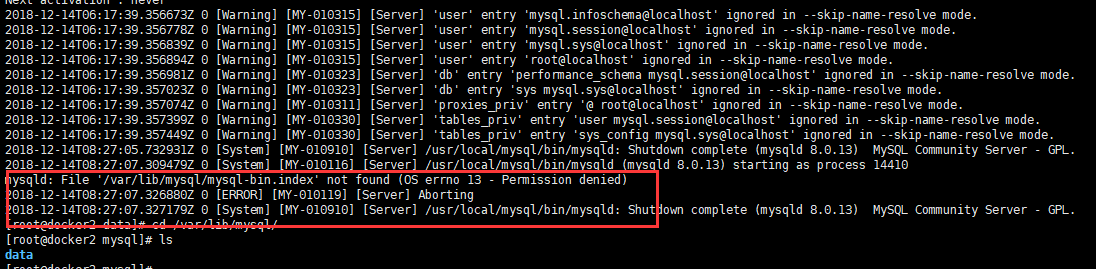 Next activation : never
2018-12-14T06:17:39.356673Z 0 [Warning] [MY-010315] [Server] 'user' entry 'mysql.infoschema@localhost' ignored in --skip-name-resolve mode.
2018-12-14T06:17:39.356778Z 0 [Warning] [MY-010315] [Server] 'user' entry 'mysql.session@localhost' ignored in --skip-name-resolve mode.
2018-12-14T06:17:39.356839Z 0 [Warning] [MY-010315] [Server] 'user' entry 'mysql.sys@localhost' ignored in --skip-name-resolve mode.
2018-12-14T06:17:39.356894Z 0 [Warning] [MY-010315] [Server] 'user' entry 'root@localhost' ignored in --skip-name-resolve mode.
2018-12-14T06:17:39.356981Z 0 [Warning] [MY-010323] [Server] 'db' entry 'performance_schema mysql.session@localhost' ignored in --skip-name-resolve mode.
2018-12-14T06:17:39.357023Z 0 [Warning] [MY-010323] [Server] 'db' entry 'sys mysql.sys@localhost' ignored in --skip-name-resolve mode.
2018-12-14T06:17:39.357074Z 0 [Warning] [MY-010311] [Server] 'proxies_priv' entry '@ root@localhost' ignored in --skip-name-resolve mode.
2018-12-14T06:17:39.357399Z 0 [Warning] [MY-010330] [Server] 'tables_priv' entry 'user mysql.session@localhost' ignored in --skip-name-resolve mode.
2018-12-14T06:17:39.357449Z 0 [Warning] [MY-010330] [Server] 'tables_priv' entry 'sys_config mysql.sys@localhost' ignored in --skip-name-resolve mode.
2018-12-14T08:27:05.732931Z 0 [System] [MY-010910] [Server] /usr/local/mysql/bin/mysqld: Shutdown complete (mysqld 8.0.13)  MySQL Community Server - GPL.
2018-12-14T08:27:07.309479Z 0 [System] [MY-010116] [Server] /usr/local/mysql/bin/mysqld (mysqld 8.0.13) starting as process 14410
mysqld: File '/var/lib/mysql/mysql-bin.index' not found (OS errno 13 - Permission denied)
2018-12-14T08:27:07.326880Z 0 [ERROR] [MY-010119] [Server] Aborting
2018-12-14T08:27:07.327179Z 0 [System] [MY-010910] [Server] /usr/local/mysql/bin/mysqld: Shutdown complete (mysqld 8.0.13)  MySQL Community Server - GPL.
[root@docker2 data]# cd /var/lib/mysql/
[root@docker2 mysql]# ls
data
[root@docker2 mysql]#